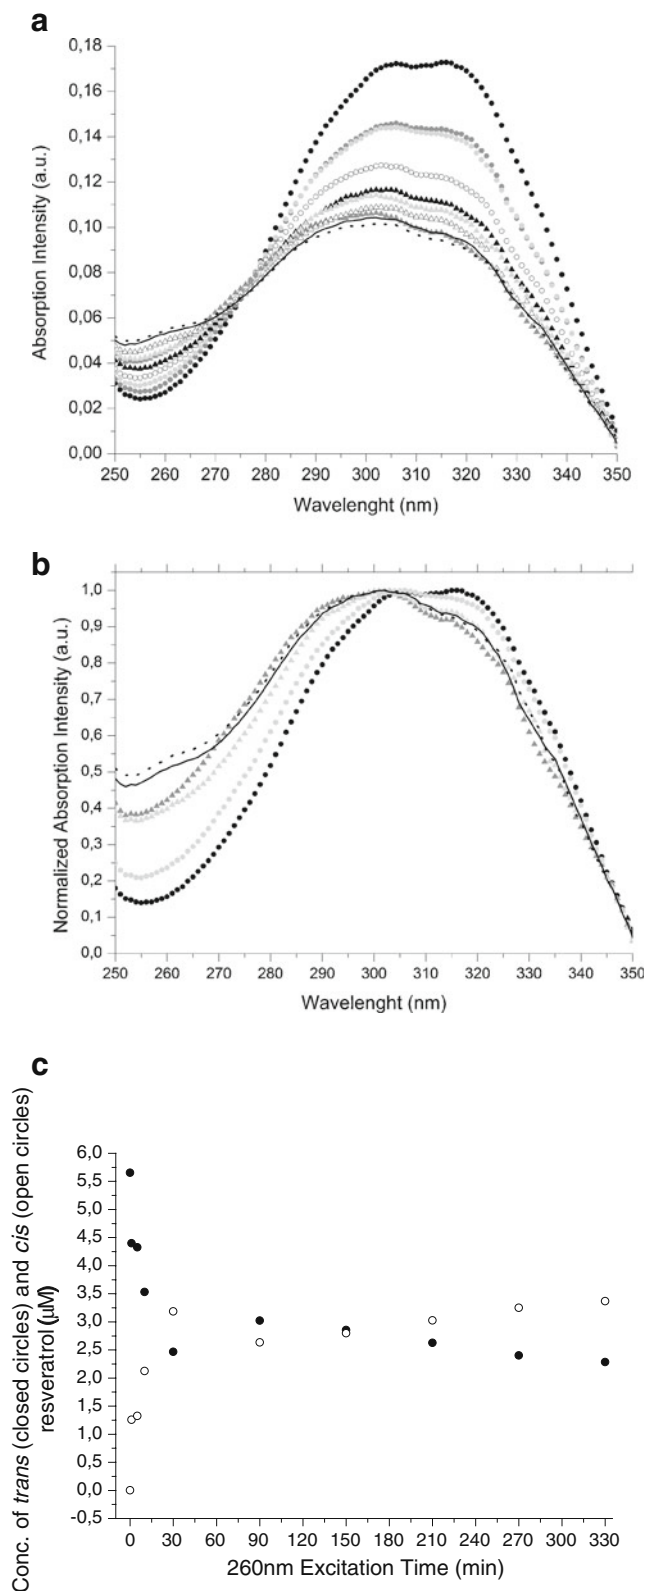 a
0,18
0,16
0,14
0,12
0,10
0,08
0,06
0,04
0,02
0,00
Absorption Intensity (a.u.)
250 260 270 280 290 300 310 320 330 340 350
Wavelenght (nm)
b
1,0
0,9
0,8
0,7
0,6
0,5
0,4
0,3
0,2
0,1
0,0
Normalized Absorption Intensity (a.u.)
250 260 270 280 290 300 310 320 330 340 350
Wavelenght (nm)
c
Conc. of trans (closed circles) and cis (open circles)
resveratrol (μM)
6,0
5,5
5,0
4,5
4,0
3,5
3,0
2,5
2,0
1,5
1,0
0,5
0,0
-0,5
0 30 60 90 120 150 180 210 240 270 300 330
260nm Excitation Time (min)